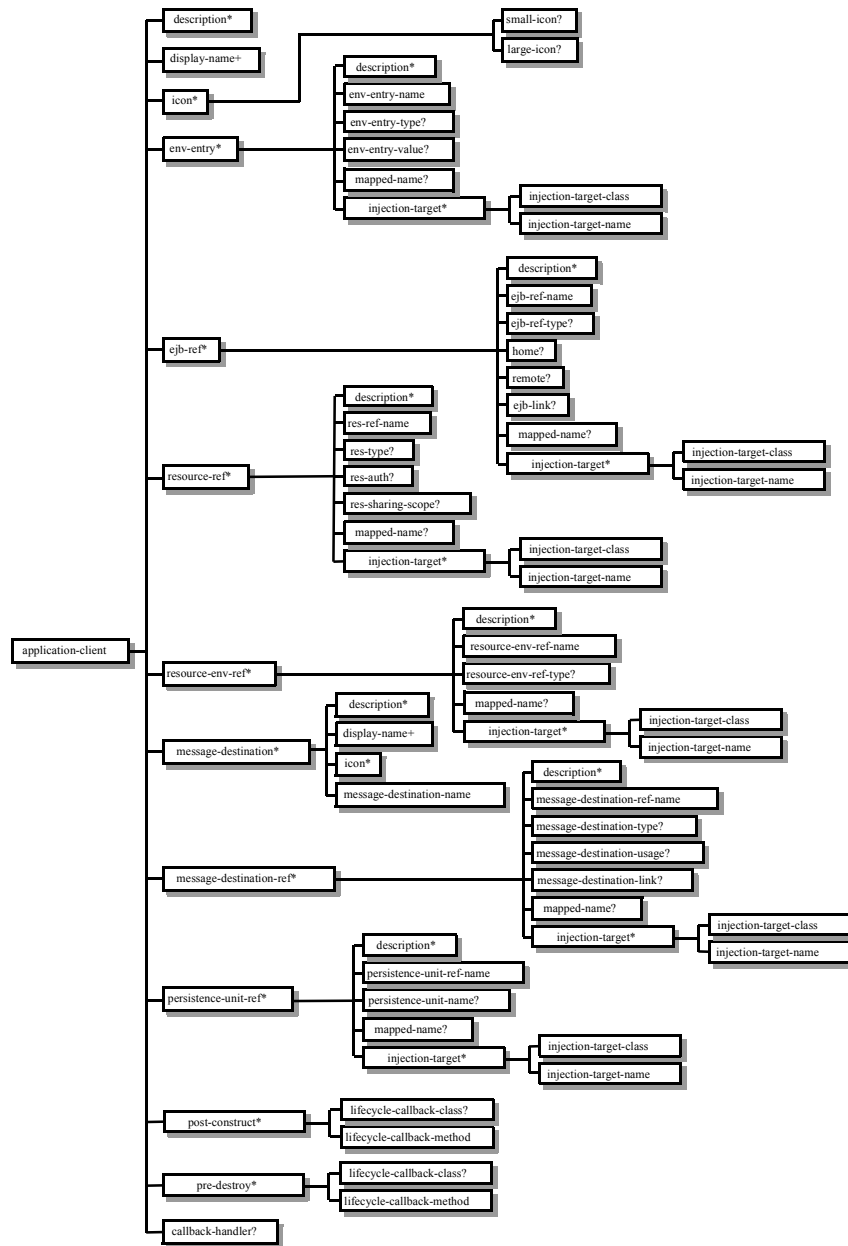 application-client
description*
display-name+
icon*
small-icon?
large-icon?
env-entry*
description*
env-entry-name
env-entry-type?
env-entry-value?
mapped-name?
injection-target*
injection-target-class
injection-target-name
ejb-ref*
description*
ejb-ref-name
ejb-ref-type?
home?
remote?
ejb-link?
mapped-name?
injection-target*
injection-target-class
injection-target-name
resource-ref*
description*
res-ref-name
res-type?
res-auth?
res-sharing-scope?
mapped-name?
injection-target*
injection-target-class
injection-target-name
resource-env-ref*
description*
resource-env-ref-name
resource-env-ref-type?
mapped-name?
injection-target*
injection-target-class
injection-target-name
message-destination*
description*
display-name+
icon*
message-destination-name
message-destination-ref*
description*
message-destination-ref-name
message-destination-type?
message-destination-usage?
message-destination-link?
mapped-name?
injection-target*
injection-target-class
injection-target-name
persistence-unit-ref*
description*
persistence-unit-ref-name
persistence-unit-name?
mapped-name?
injection-target*
injection-target-class
injection-target-name
post-construct*
lifecycle-callback-class?
lifecycle-callback-method
pre-destroy*
lifecycle-callback-class?
lifecycle-callback-method
callback-handler?